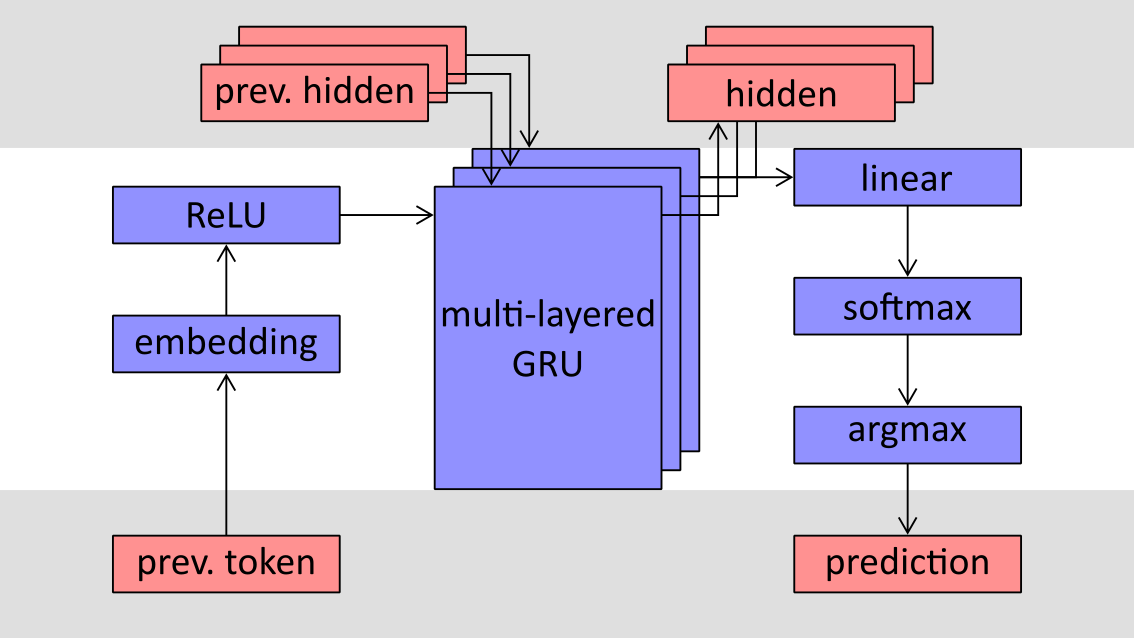 prev. hidden
hidden
ReLU
embedding
prev. token
multi-layered
GRU
linear
softmax
argmax
prediction